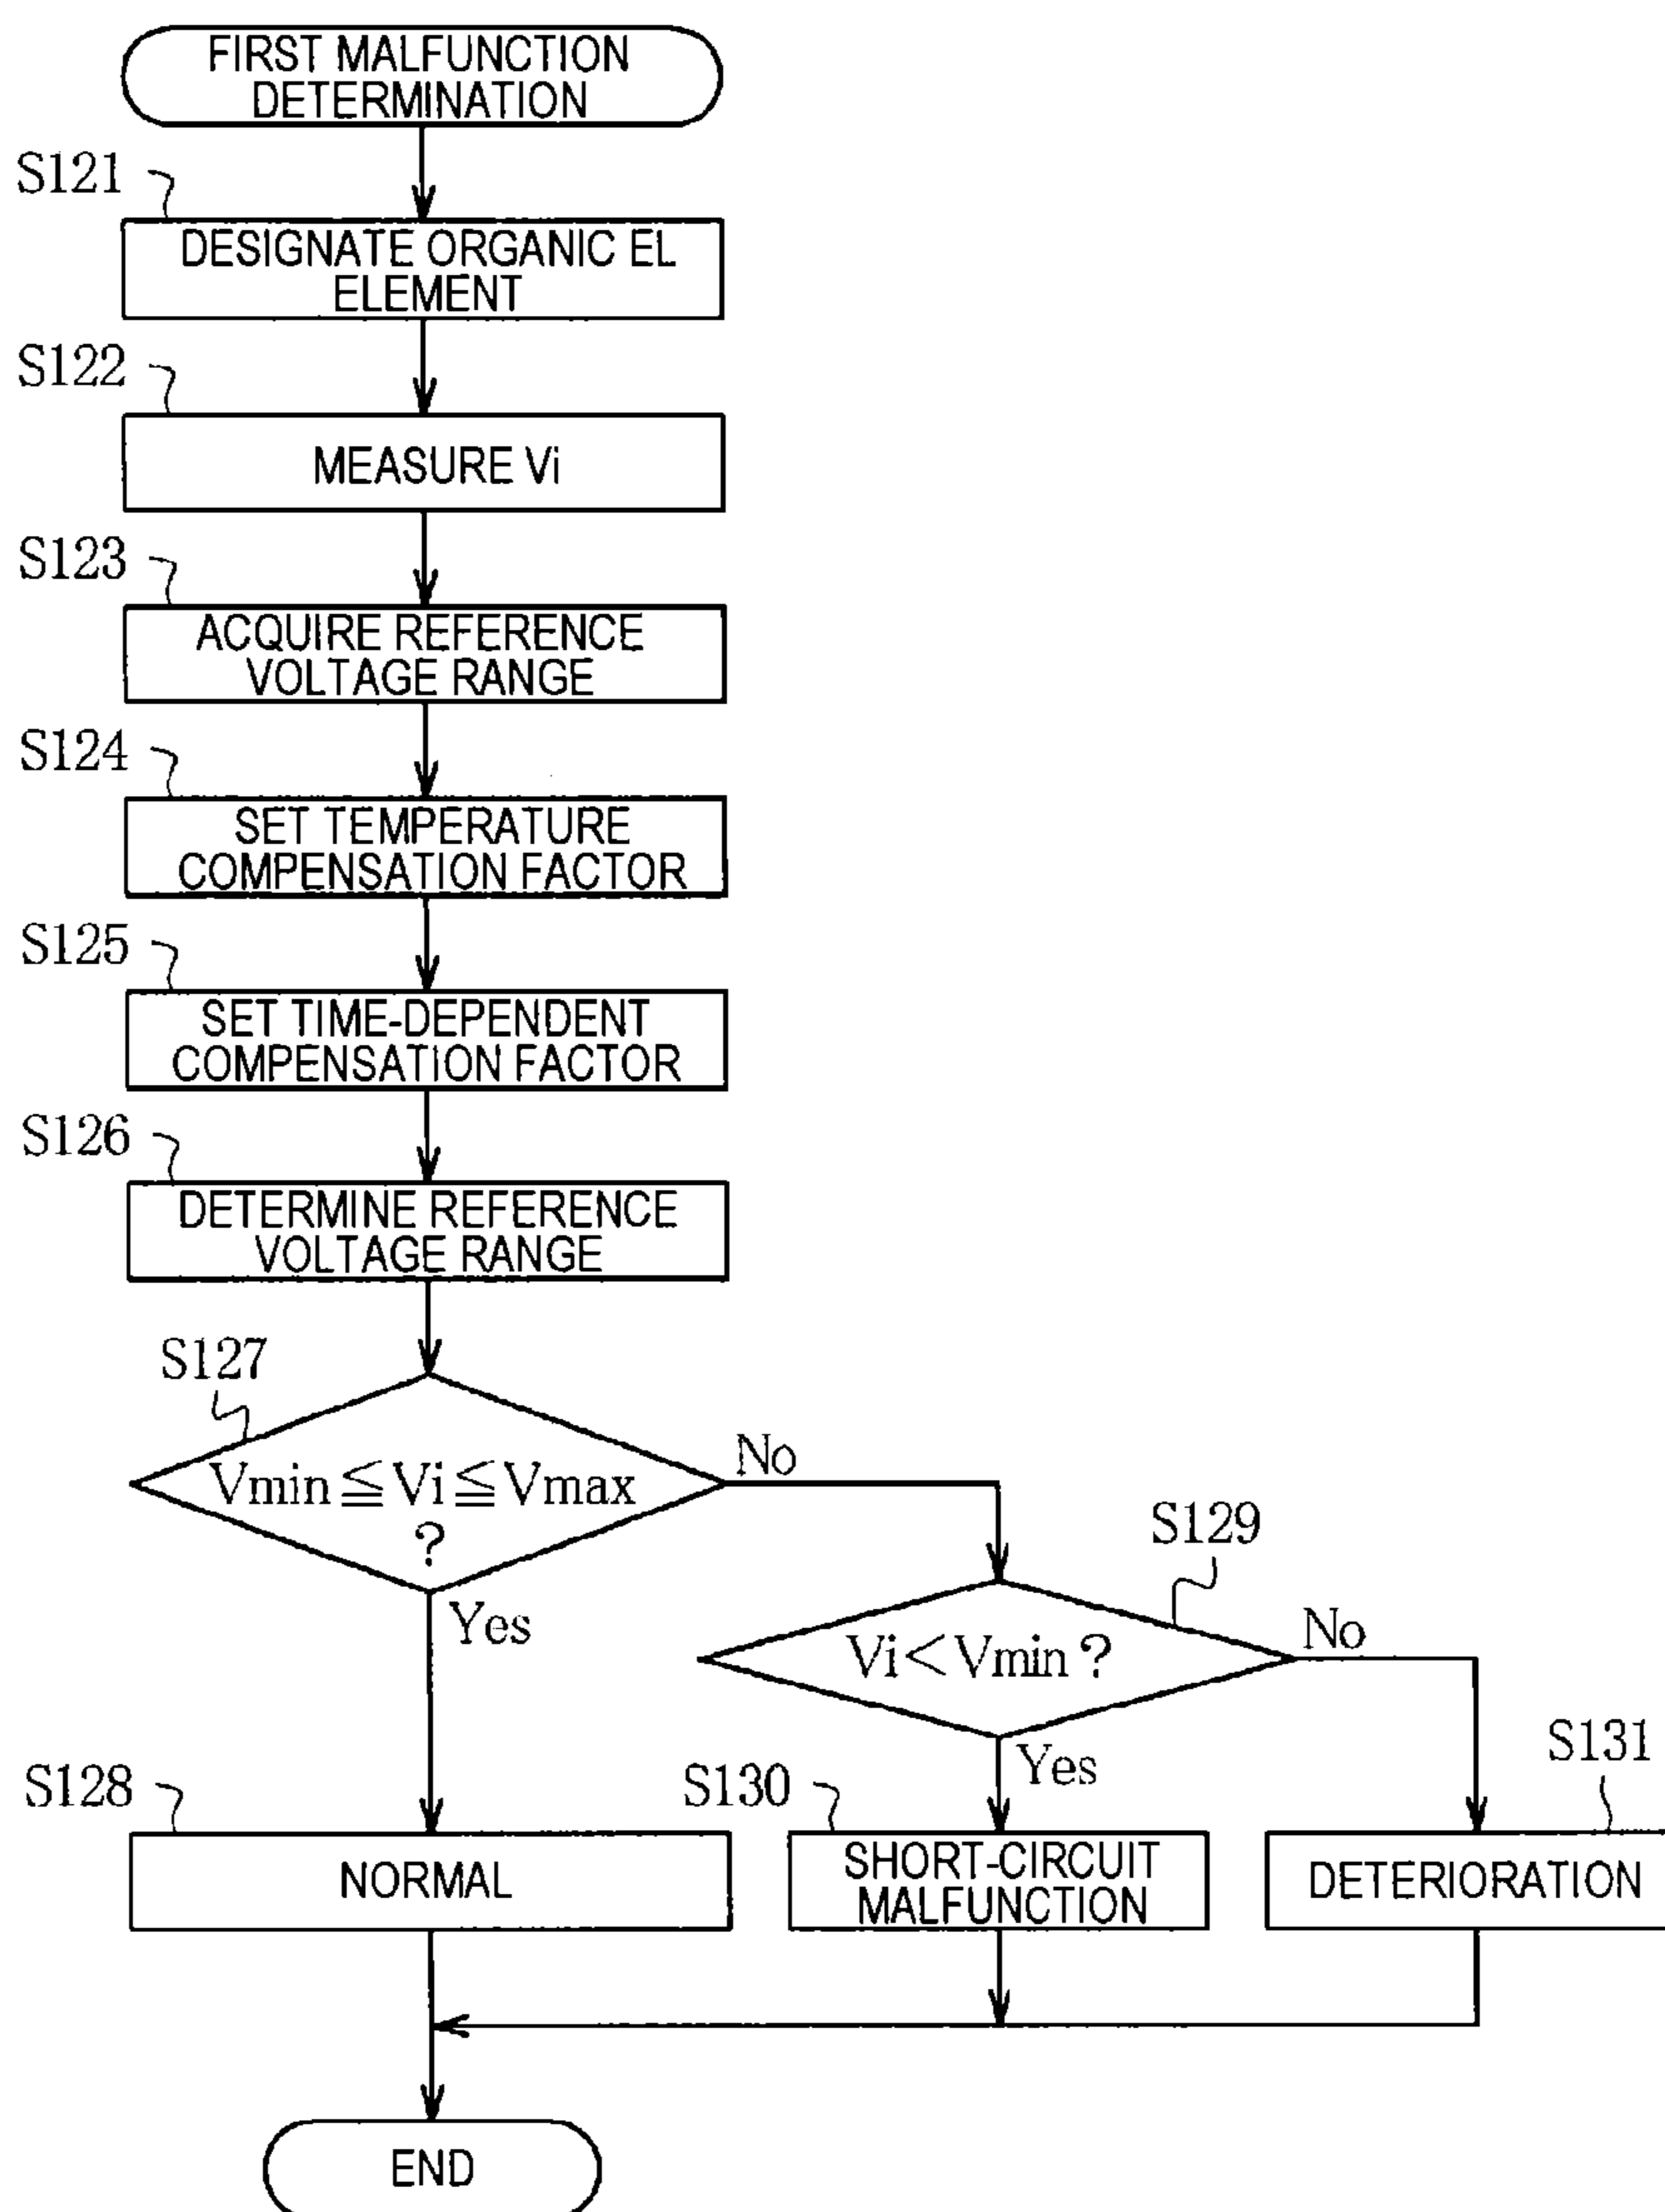 FIRST MALFUNCTION
DETERMINATION
S121
DESIGNATE ORGANIC EL
ELEMENT
S122
MEASURE Vi
S123
ACQUIRE REFERENCE
VOLTAGE RANGE
S124
SET TEMPERATURE
COMPENSATION FACTOR
S125
SET TIME-DEPENDENT
COMPENSATION FACTOR
S126
DETERMINE REFERENCE
VOLTAGE RANGE
S127
Vmin≦Vi≦Vmax
?
No
Yes
S129
Vi<Vmin?
No
Yes
S128
NORMAL
S130
SHORT-CIRCUIT
MALFUNCTION
S131
DETERIORATION
END